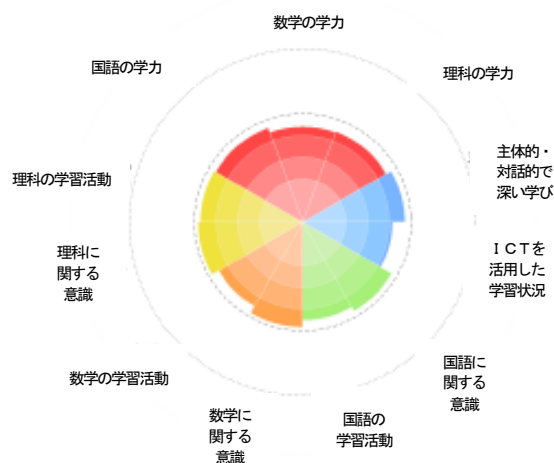 数学の学力
理科の学力
主体的・
対話的で
深い学び
ＩＣＴを
活用した
学習状況
国語に
関する
意識
国語の
学習活動
数学に
関する
意識
数学の学習活動
理科に
関する
意識
理科の学習活動
国語の学力